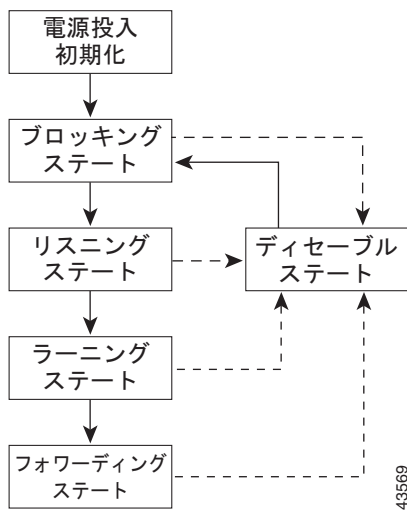 電源投入
初期化
ブロッキング
ステート
リスニング
ステート
ディセーブル
ステート
ラーニング
ステート
フォワーディング
ステート
43569